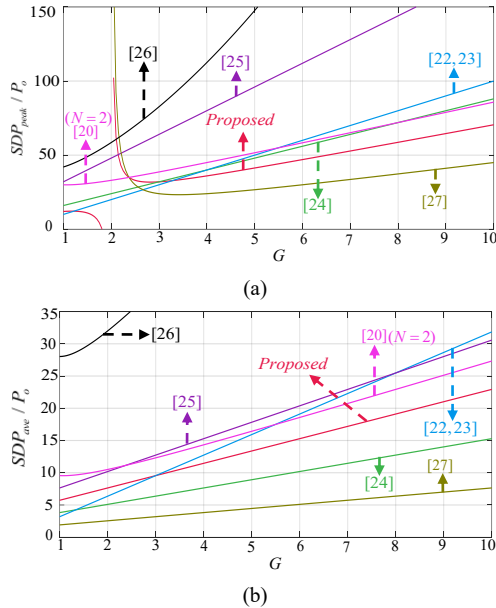 150
100
50
0
SDP_peak / P_o
[26]
[25]
[22,23]
(N = 2)
[20]
Proposed
[24]
[27]
1 2 3 4 5 6 7 8 9 10
G
(a)
35
30
25
20
15
10
5
0
SDP_ave / P_o
[26]
[20](N = 2)
Proposed
[25]
[22,23]
[24]
[27]
1 2 3 4 5 6 7 8 9 10
G
(b)